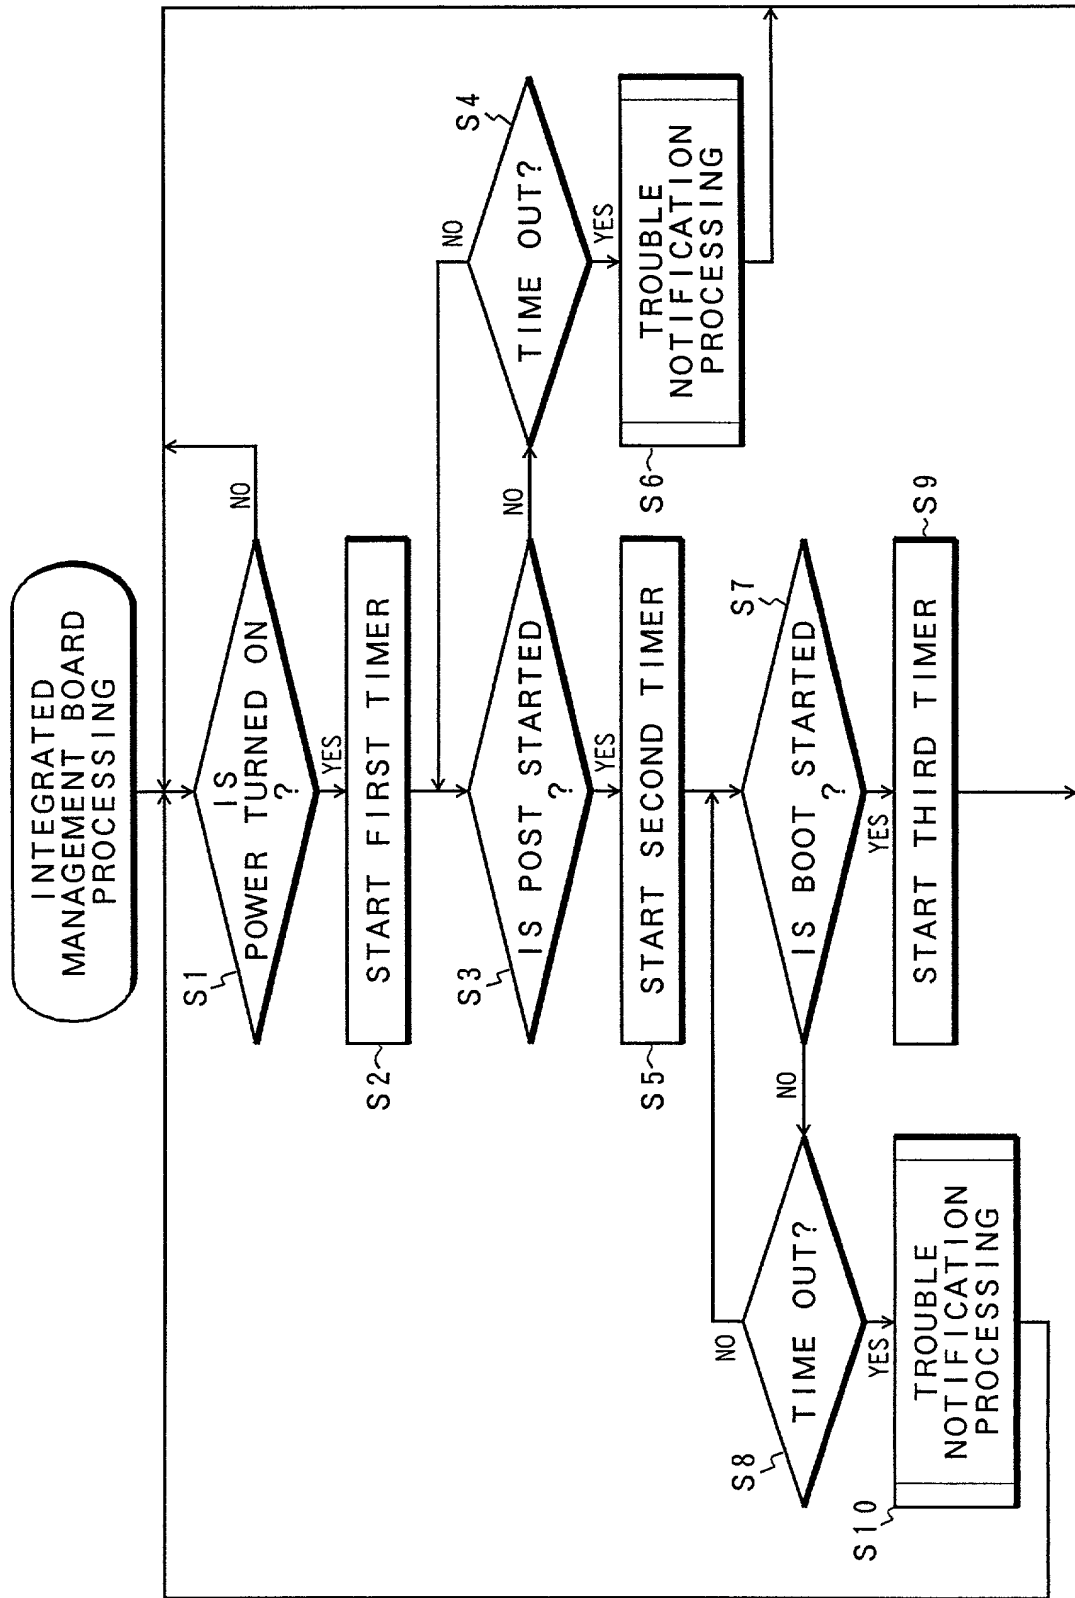 INTEGRATED
MANAGEMENT BOARD
PROCESSING
S1
IS
POWER TURNED ON
?
NO
YES
S2
START FIRST TIMER
S3
IS POST STARTED
?
NO
YES
S4
TIME OUT?
NO
YES
S5
START SECOND TIMER
S6
TROUBLE
NOTIFICATION
PROCESSING
S7
IS BOOT STARTED
?
NO
YES
S8
TIME OUT?
NO
YES
S9
START THIRD TIMER
S10
TROUBLE
NOTIFICATION
PROCESSING